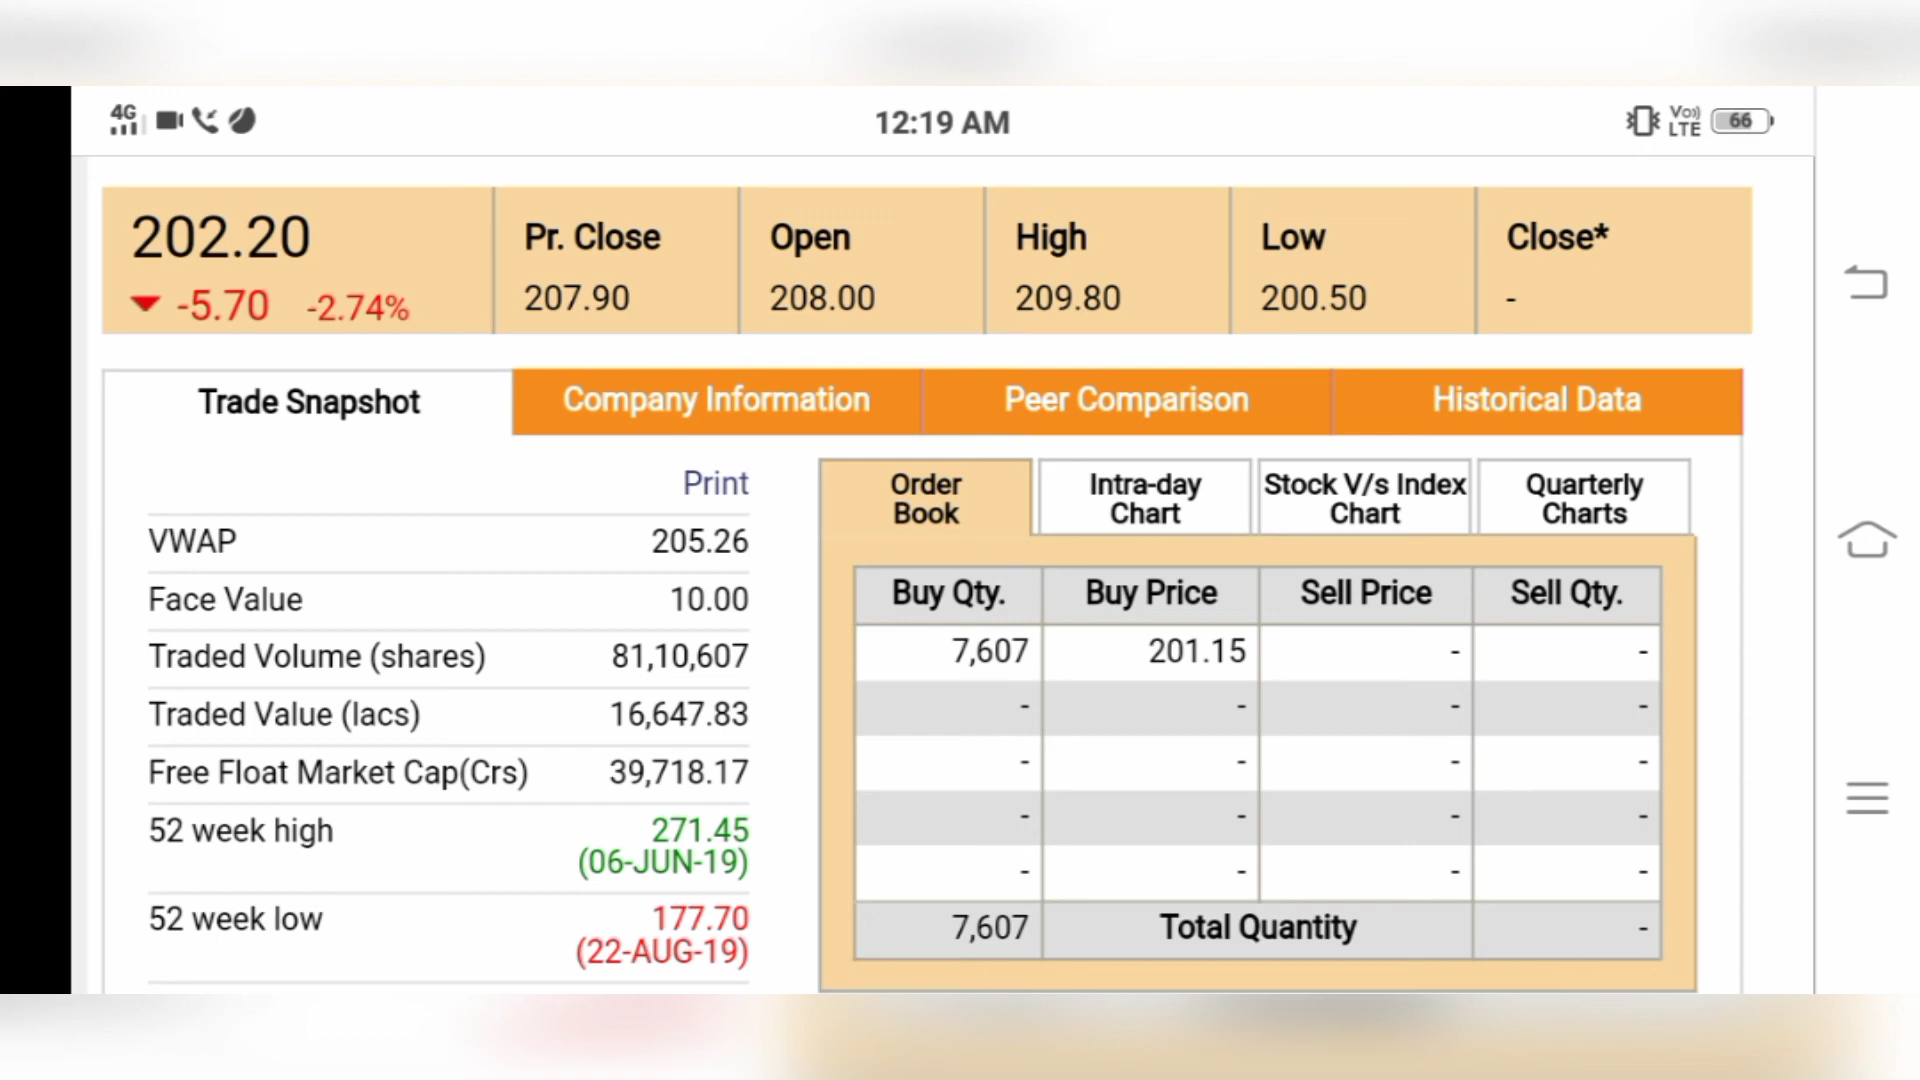 4G 12:19 AM Vo)) LTE 66
202.20 Pr. Close Open High Low Close*
-5.70 -2.74% 207.90 208.00 209.80 200.50 -
Trade Snapshot Company Information Peer Comparison Historical Data
Print
VWAP 205.26
Face Value 10.00
Traded Volume (shares) 81,10,607
Traded Value (lacs) 16,647.83
Free Float Market Cap(Crs) 39,718.17
52 week high 271.45
(06-JUN-19)
52 week low 177.70
(22-AUG-19)
Order Intra-day Stock V/s Index Quarterly
Book Chart Chart Charts
Buy Qty. Buy Price Sell Price Sell Qty.
7,607 201.15 - -
- - - -
- - - -
- - - -
- - - -
7,607 Total Quantity -